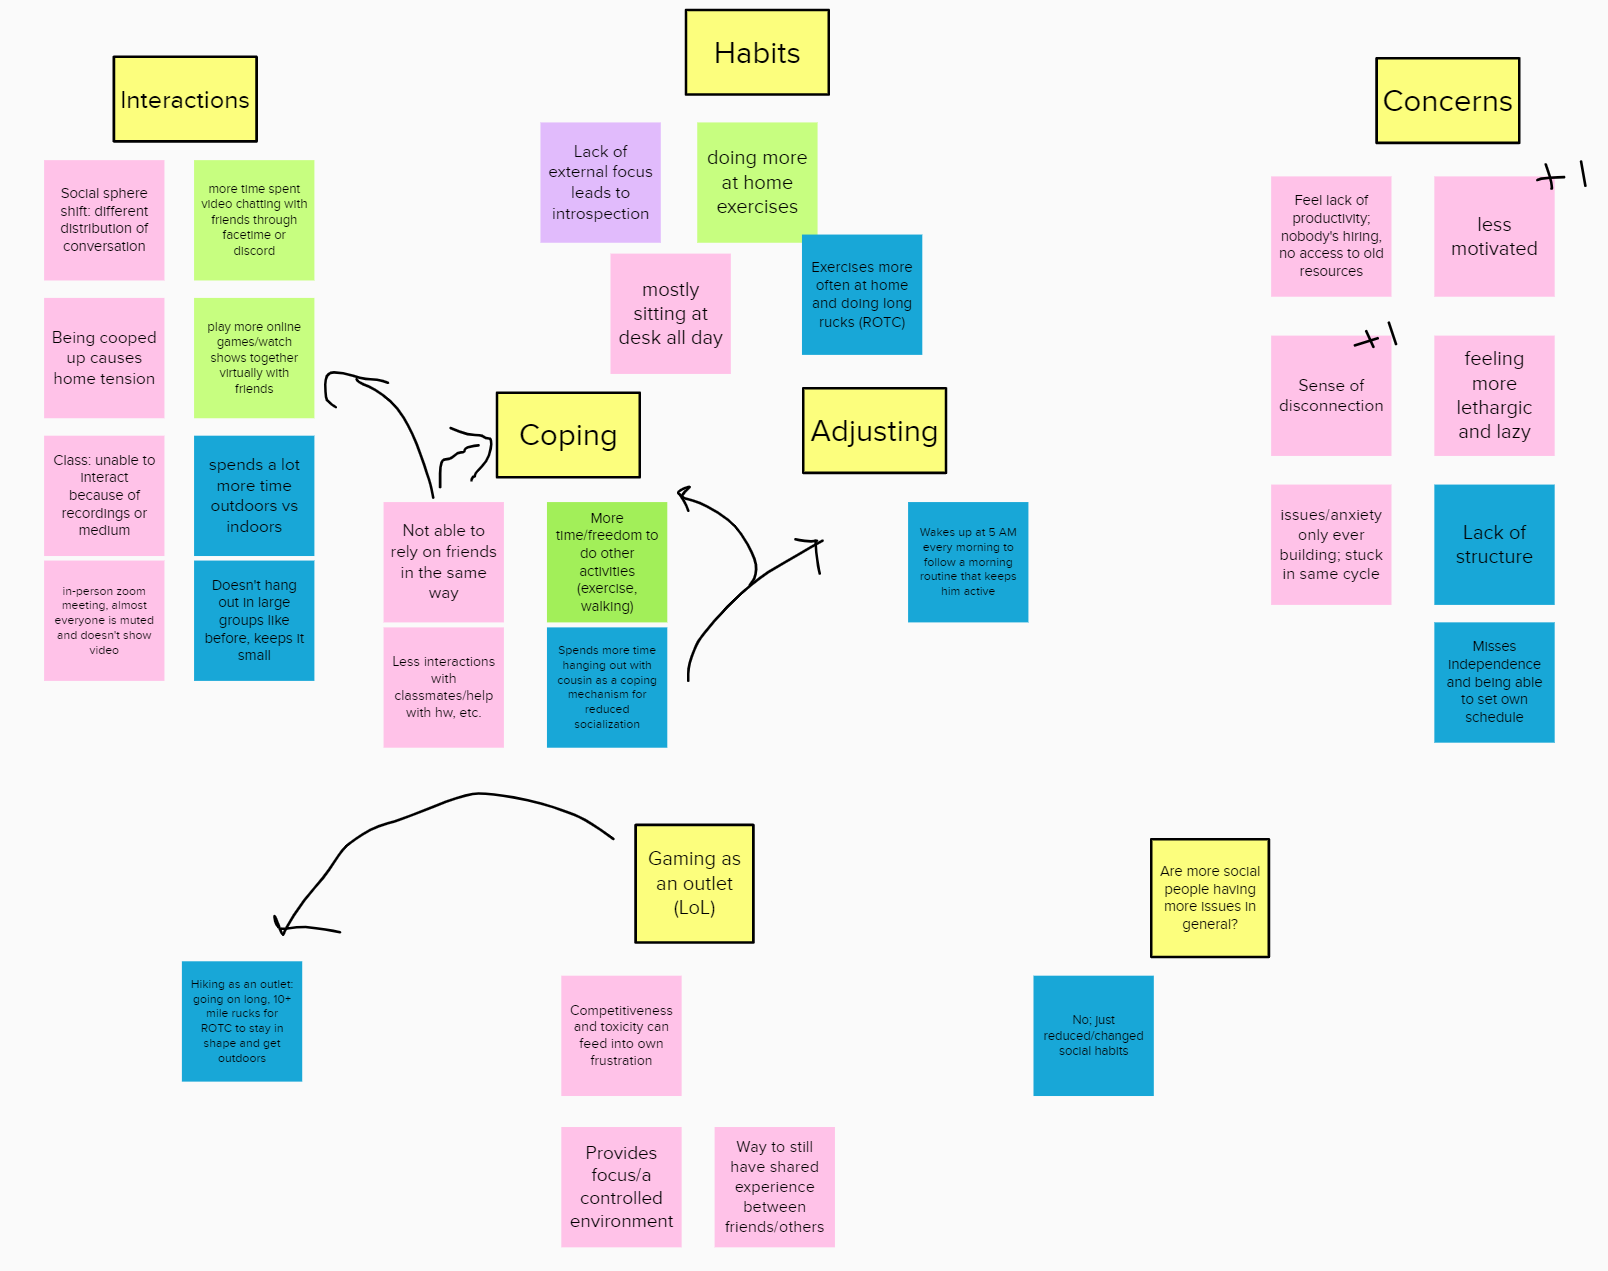 Habits
Interactions
Concerns
Social sphere
shift: different
distribution of
conversation
more time spent
video chatting with
friends through
facetime or
discord
Being cooped
up causes
home tension
play more online
games/watch
shows together
virtually with
friends
Class: unable to
interact
because of
recordings or
medium
spends a lot
more time
outdoors vs
indoors
in-person zoom
meeting, almost
everyone is muted
and doesn't show
video
Doesn't hang
out in large
groups like
before, keeps it
small
Lack of
external focus
leads to
introspection
doing more
at home
exercises
mostly
sitting at
desk all day
Exercises more
often at home
and doing long
rucks (ROTC)
Coping
Not able to
rely on friends
in the same
way
More
time/freedom to
do other
activities
(exercise,
walking)
Less interactions
with
classmates/help
with hw, etc.
Spends more time
hanging out with
cousin as a coping
mechanism for
reduced
socialization
Adjusting
Wakes up at 5 AM
every morning to
follow a morning
routine that keeps
him active
Feel lack of
productivity;
nobody's hiring,
no access to old
resources
+1
less
motivated
+1
Sense of
disconnection
feeling
more
lethargic
and lazy
issues/anxiety
only ever
building; stuck
in same cycle
Lack of
structure
Misses
independence
and being able
to set own
schedule
Gaming as
an outlet
(LoL)
Hiking as an outlet:
going on long, 10+
mile rucks for
ROTC to stay in
shape and get
outdoors
Competitiveness
and toxicity can
feed into own
frustration
Provides
focus/a
controlled
environment
Way to still
have shared
experience
between
friends/others
Are more social
people having
more issues in
general?
No; just
reduced/changed
social habits